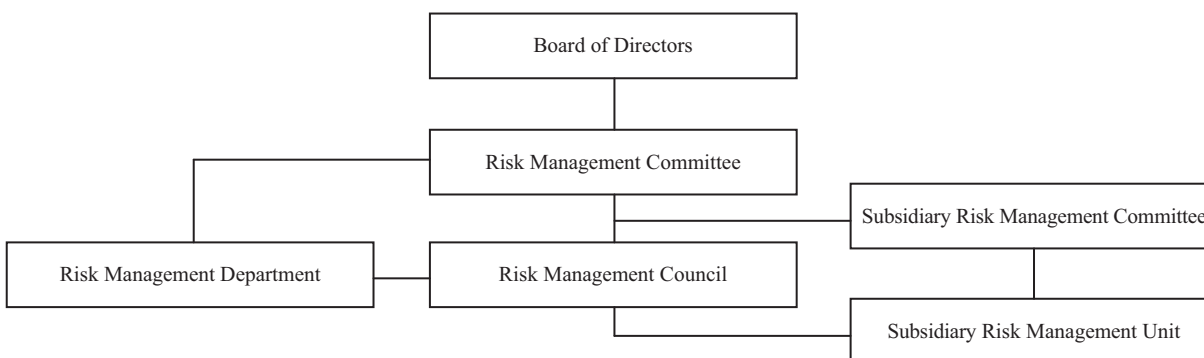 Board of Directors
Risk Management Committee
Subsidiary Risk Management Committee
Risk Management Department
Risk Management Council
Subsidiary Risk Management Unit